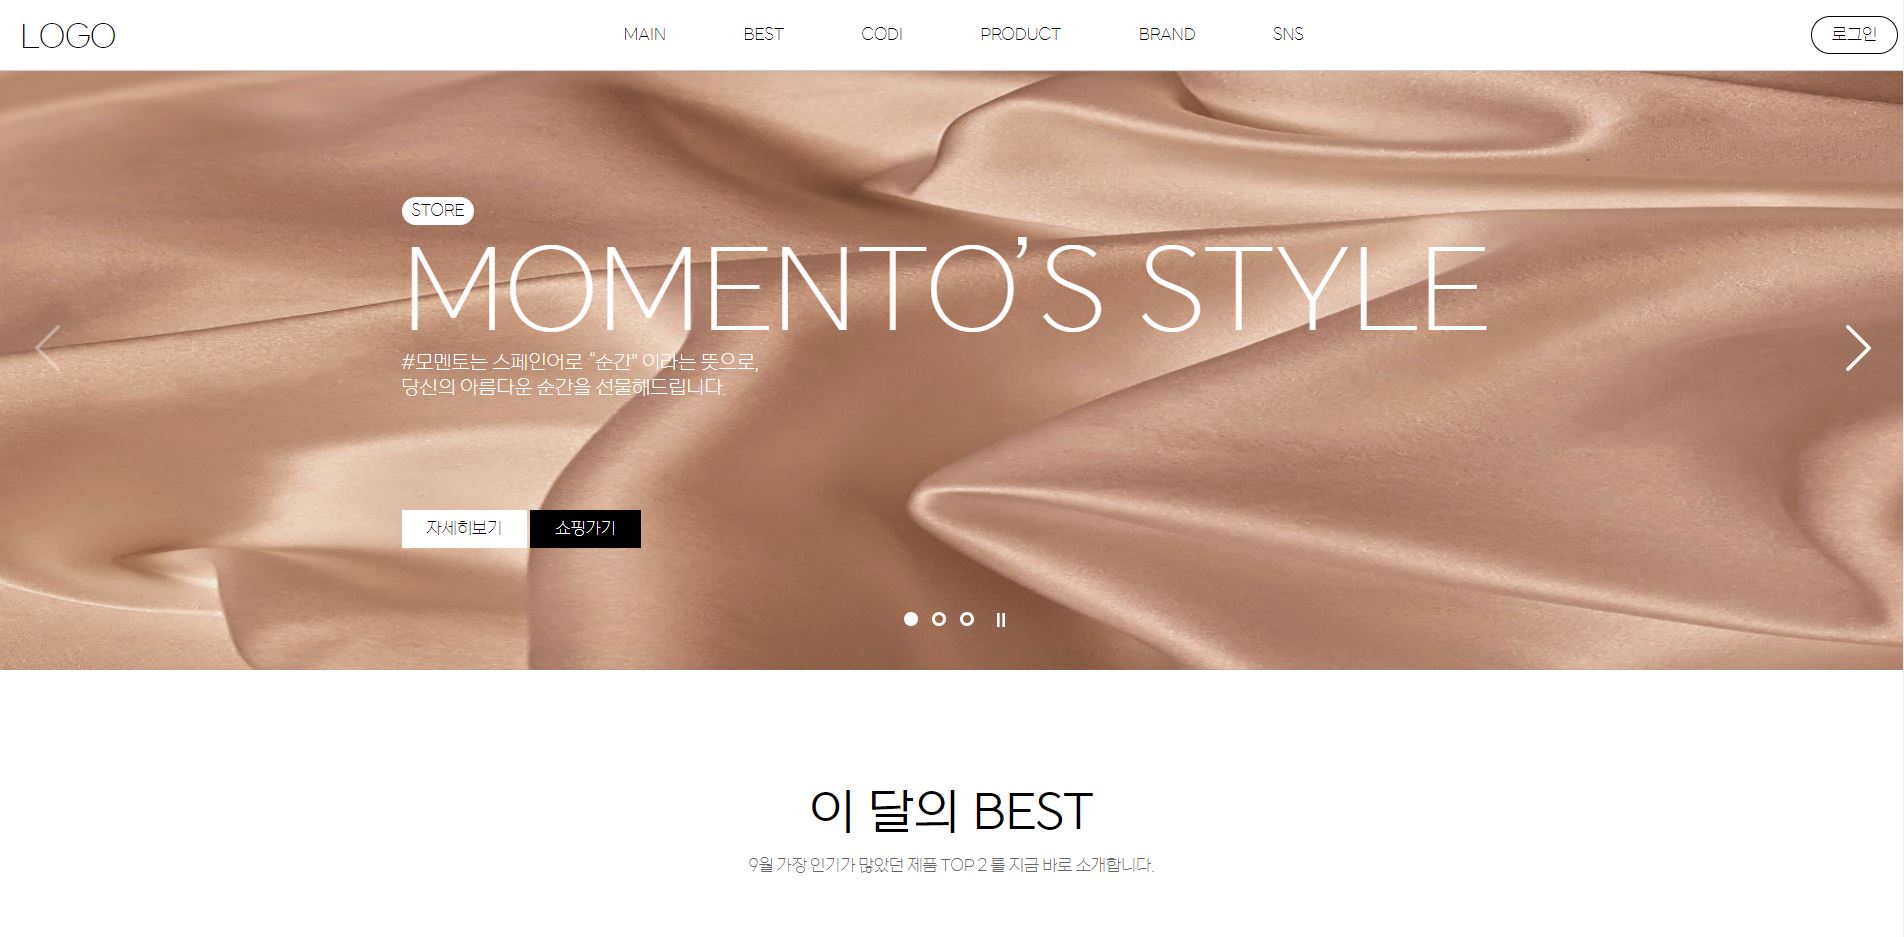 LOGO
MAIN BEST CODI PRODUCT BRAND SNS
로그인
STORE
MOMENTO’S STYLE
#모멘토는 스페인어로 “순간" 이라는 뜻으로,
당신의 아름다운 순간을 선물해드립니다.
자세히보기 쇼핑가기
이 달의 BEST
9월 가장 인기가 많았던 제품 TOP 2 를 지금 바로 소개합니다.